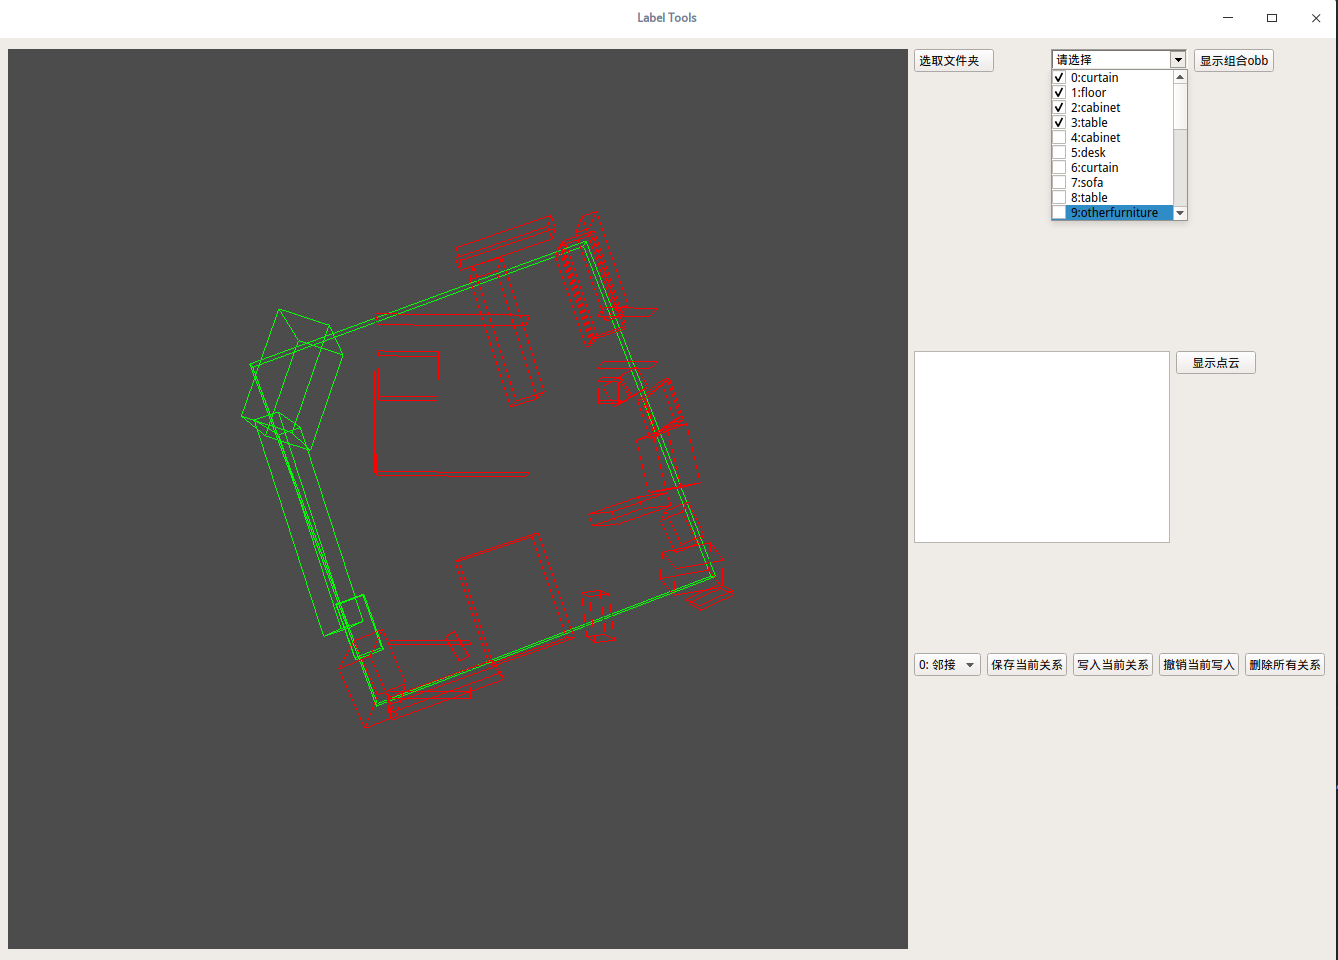 Label Tools
选取文件夹
请选择
显示组合obb
0:curtain
1:floor
2:cabinet
3:table
4:cabinet
5:desk
6:curtain
7:sofa
8:table
9:otherfurniture
显示点云
0: 邻接
保存当前关系
写入当前关系
撤销当前写入
删除所有关系